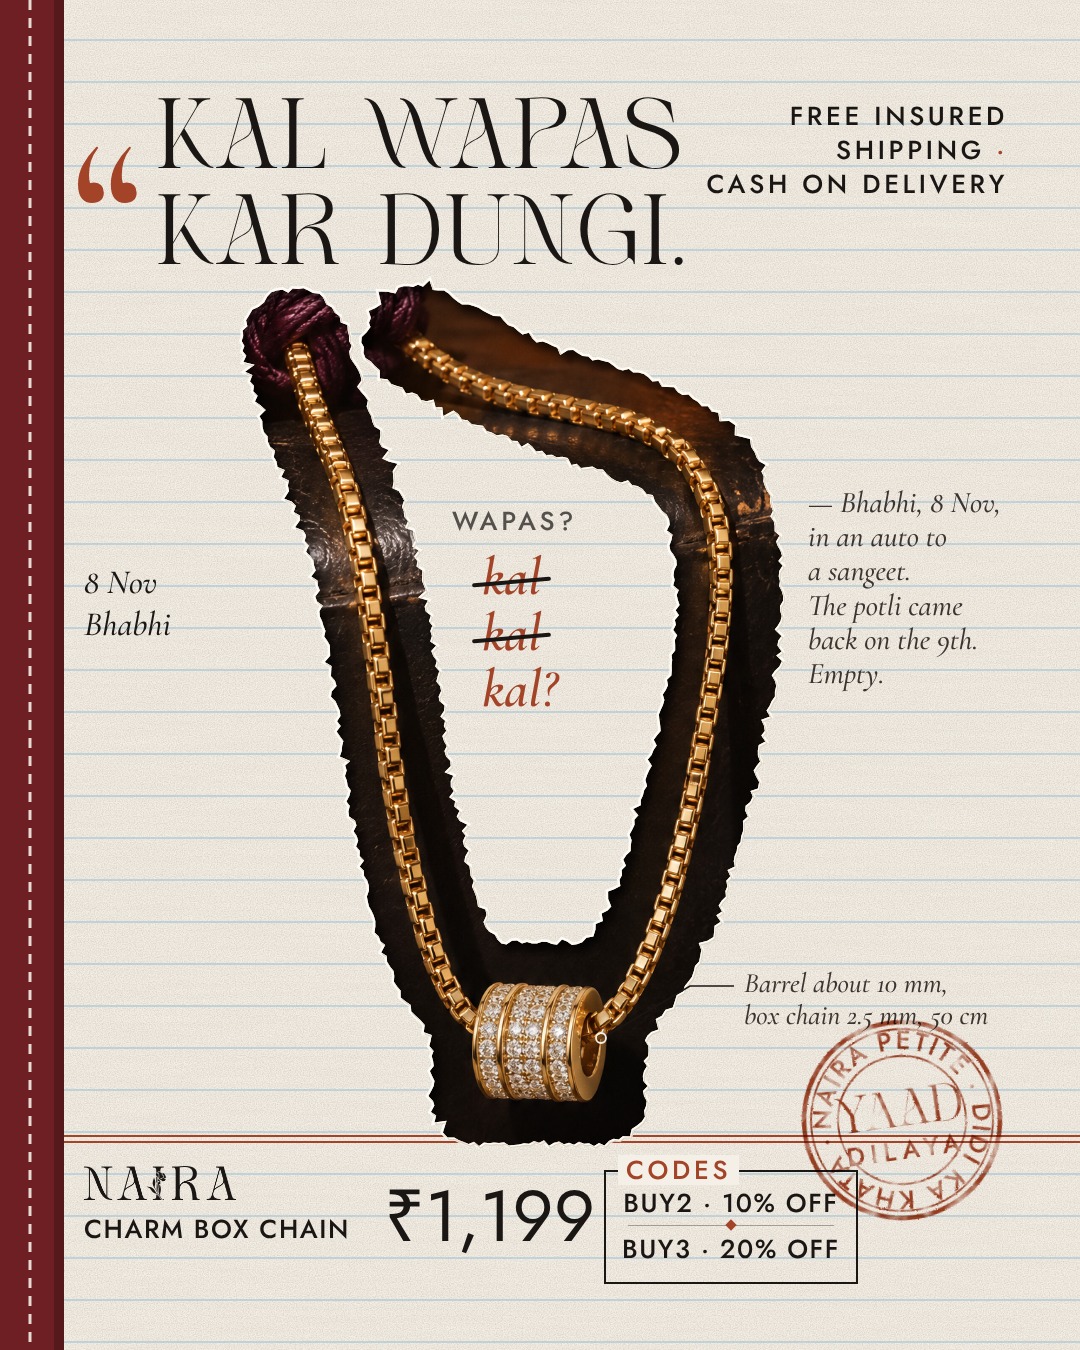 “KAL WAPAS
KAR DUNGI.
FREE INSURED
SHIPPING ·
CASH ON DELIVERY
WAPAS?
kal
kal
kal?
8 Nov
Bhabhi
— Bhabhi, 8 Nov,
in an auto to
a sangeet.
The potli came
back on the 9th.
Empty.
Barrel about 10 mm,
box chain 2.5 mm, 50 cm
NAIRA PETITE · DIDI KA KHATA ·
YAAD
DILAYA
NAIRA
CHARM BOX CHAIN
₹1,199
CODES
BUY2 · 10% OFF
BUY3 · 20% OFF